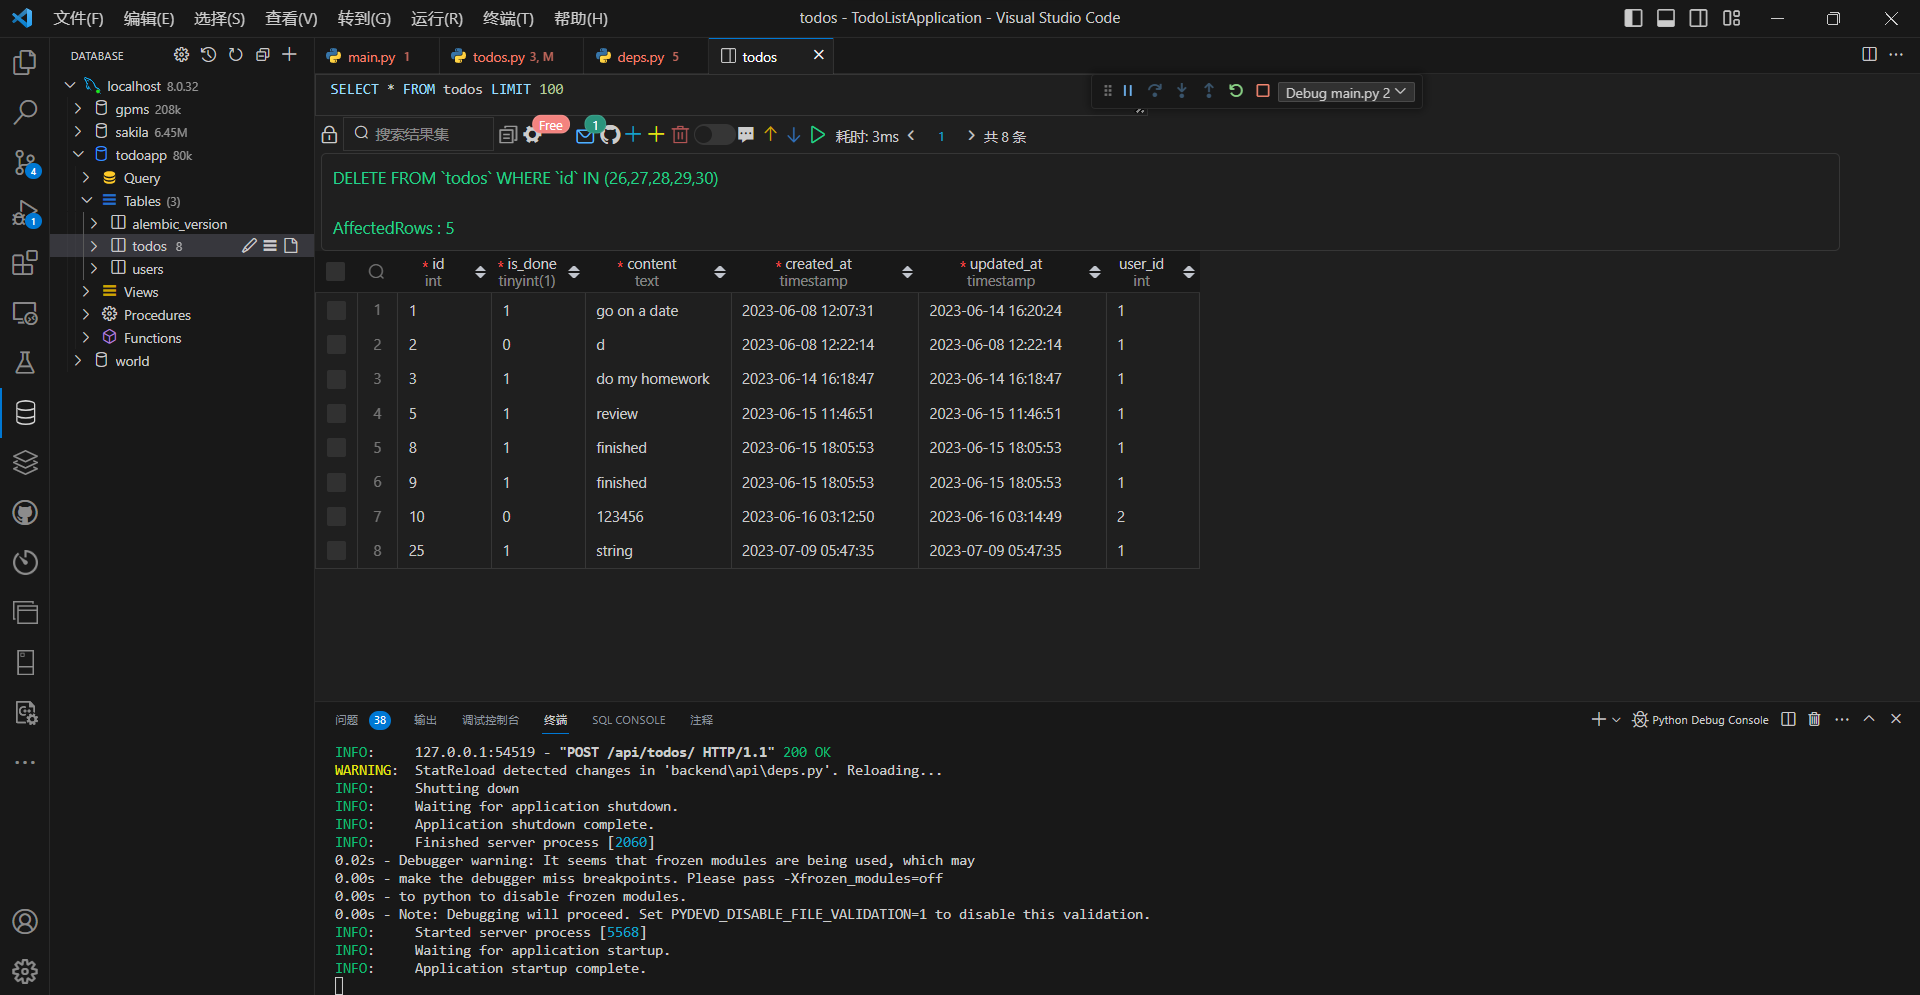 文件(F) 编辑(E) 选择(S) 查看(V) 转到(G) 运行(R) 终端(T) 帮助(H) todos - TodoListApplication - Visual Studio Code
DATABASE
localhost 8.0.32
gpms 208k
sakila 6.45M
todoapp 80k
Query
Tables (3)
alembic_version
todos 8
users
Views
Procedures
Functions
world
4
1
main.py 1 todos.py 3, M deps.py 5 todos
SELECT * FROM todos LIMIT 100
Debug main.py 2
搜索结果集 Free 1 耗时: 3ms 1 共 8 条
DELETE FROM `todos` WHERE `id` IN (26,27,28,29,30)
AffectedRows : 5
* id * is_done * content * created_at * updated_at user_id
int tinyint(1) text timestamp timestamp int
1 1 1 go on a date 2023-06-08 12:07:31 2023-06-14 16:20:24 1
2 2 0 d 2023-06-08 12:22:14 2023-06-08 12:22:14 1
3 3 1 do my homework 2023-06-14 16:18:47 2023-06-14 16:18:47 1
4 5 1 review 2023-06-15 11:46:51 2023-06-15 11:46:51 1
5 8 1 finished 2023-06-15 18:05:53 2023-06-15 18:05:53 1
6 9 1 finished 2023-06-15 18:05:53 2023-06-15 18:05:53 1
7 10 0 123456 2023-06-16 03:12:50 2023-06-16 03:14:49 2
8 25 1 string 2023-07-09 05:47:35 2023-07-09 05:47:35 1
问题 38 输出 调试控制台 终端 SQL CONSOLE 注释 Python Debug Console
INFO: 127.0.0.1:54519 - "POST /api/todos/ HTTP/1.1" 200 OK
WARNING: StatReload detected changes in 'backend\api\deps.py'. Reloading...
INFO: Shutting down
INFO: Waiting for application shutdown.
INFO: Application shutdown complete.
INFO: Finished server process [2060]
0.02s - Debugger warning: It seems that frozen modules are being used, which may
0.00s - make the debugger miss breakpoints. Please pass -Xfrozen_modules=off
0.00s - to python to disable frozen modules.
0.00s - Note: Debugging will proceed. Set PYDEVD_DISABLE_FILE_VALIDATION=1 to disable this validation.
INFO: Started server process [5568]
INFO: Waiting for application startup.
INFO: Application startup complete.